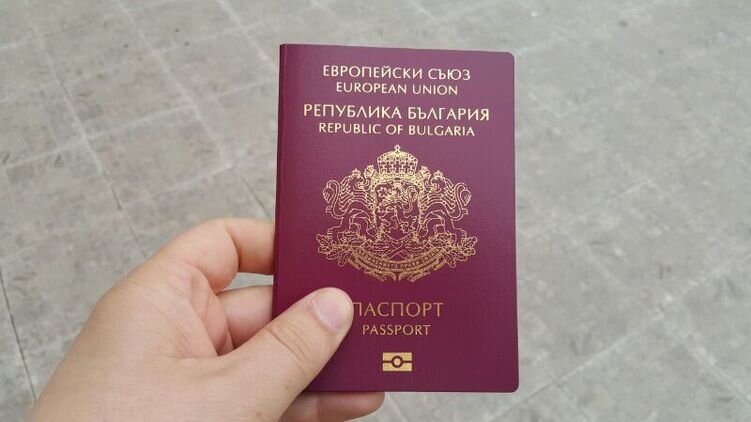 ЕВРОПЕЙСКИ СЪЮЗ
EUROPEAN UNION
РЕПУБЛИКА БЪЛГАРИЯ
REPUBLIC OF BULGARIA
ПАСПОРТ
PASSPORT